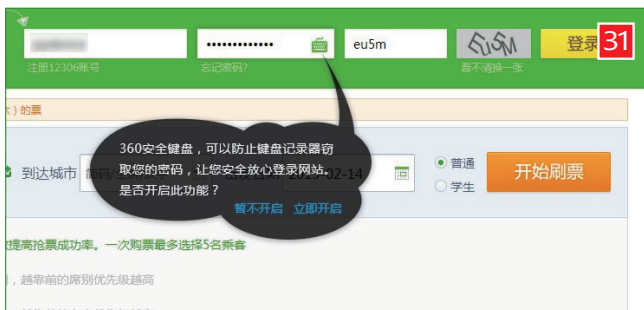 eu5m
EU5M
登录
31
注册12306账号
忘记密码?
看不清换一张
)的票
360安全键盘，可以防止键盘记录器窃
取您的密码，让您安全放心登录网站。
是否开启此功能？
暂不开启 立即开启
到达城市
-02-14
普通
学生
开始刷票
提高抢票成功率。一次购票最多选择5名乘客
，越靠前的席别优先级越高